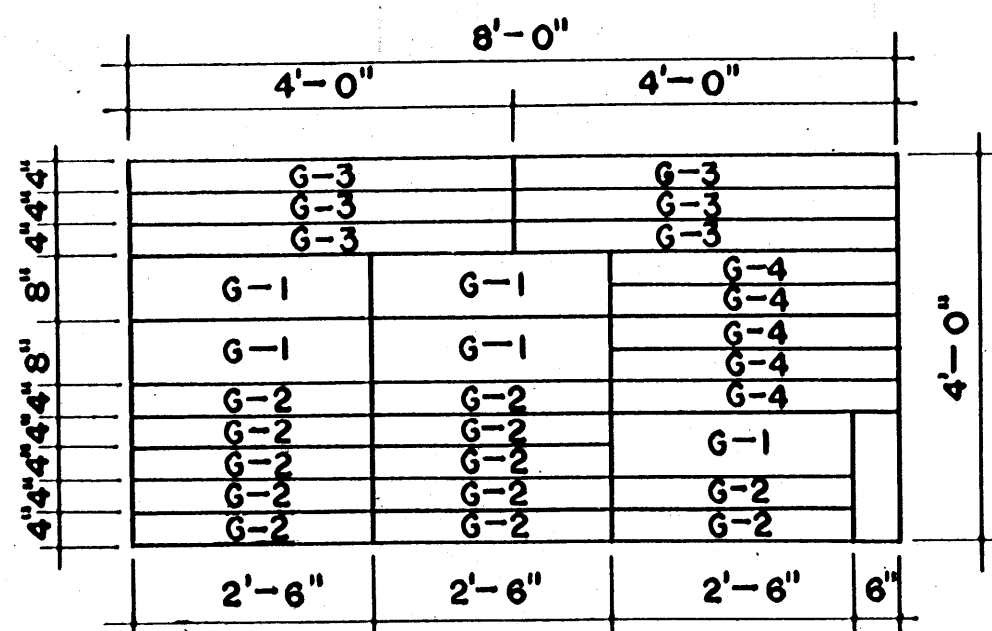 8'-0"
4'-0" 4'-0"
4" G-3 G-3
4" G-3 G-3
4" G-3 G-3
8" G-1 G-1 G-4
G-4
8" G-1 G-1 G-4
G-4
4" G-2 G-2 G-4
4" G-2 G-2 G-1
4" G-2 G-2
4" G-2 G-2 G-2
4" G-2 G-2 G-2
4'-0"
2'-6" 2'-6" 2'-6" 6"